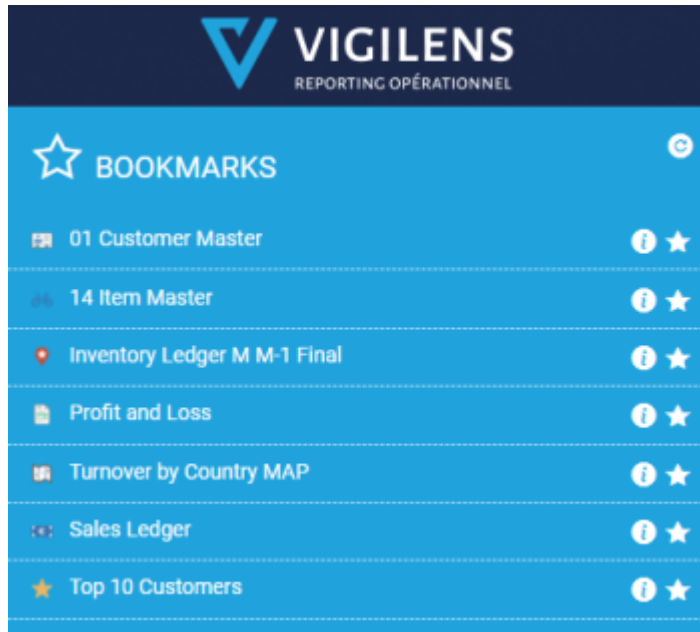 VIGILENS
REPORTING OPÉRATIONNEL
BOOKMARKS
01 Customer Master
14 Item Master
Inventory Ledger M M-1 Final
Profit and Loss
Turnover by Country MAP
Sales Ledger
Top 10 Customers